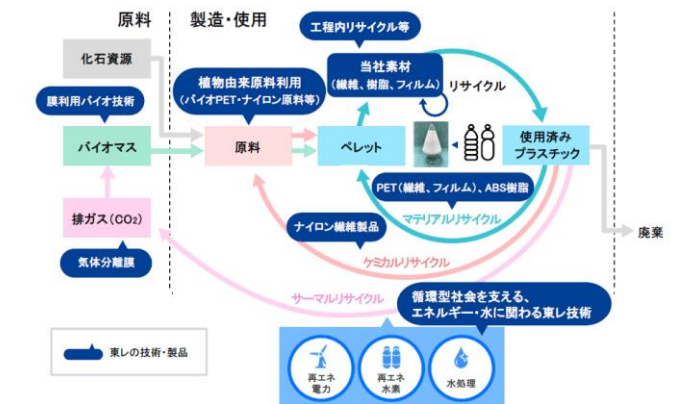 原料
製造・使用
工程内リサイクル等
化石資源
当社素材
(繊維、樹脂、フィルム)
リサイクル
植物由来原料利用
(バイオPET・ナイロン原料等)
膜利用バイオ技術
バイオマス
原料
ペレット
使用済み
プラスチック
PET(繊維、フィルム)、ABS樹脂
マテリアルリサイクル
排ガス(CO₂)
ナイロン繊維製品
廃棄
気体分離膜
ケミカルリサイクル
サーマルリサイクル
循環型社会を支える、
エネルギー・水に関わる東レ技術
東レの技術・製品
再エネ
電力
再エネ
水素
水処理